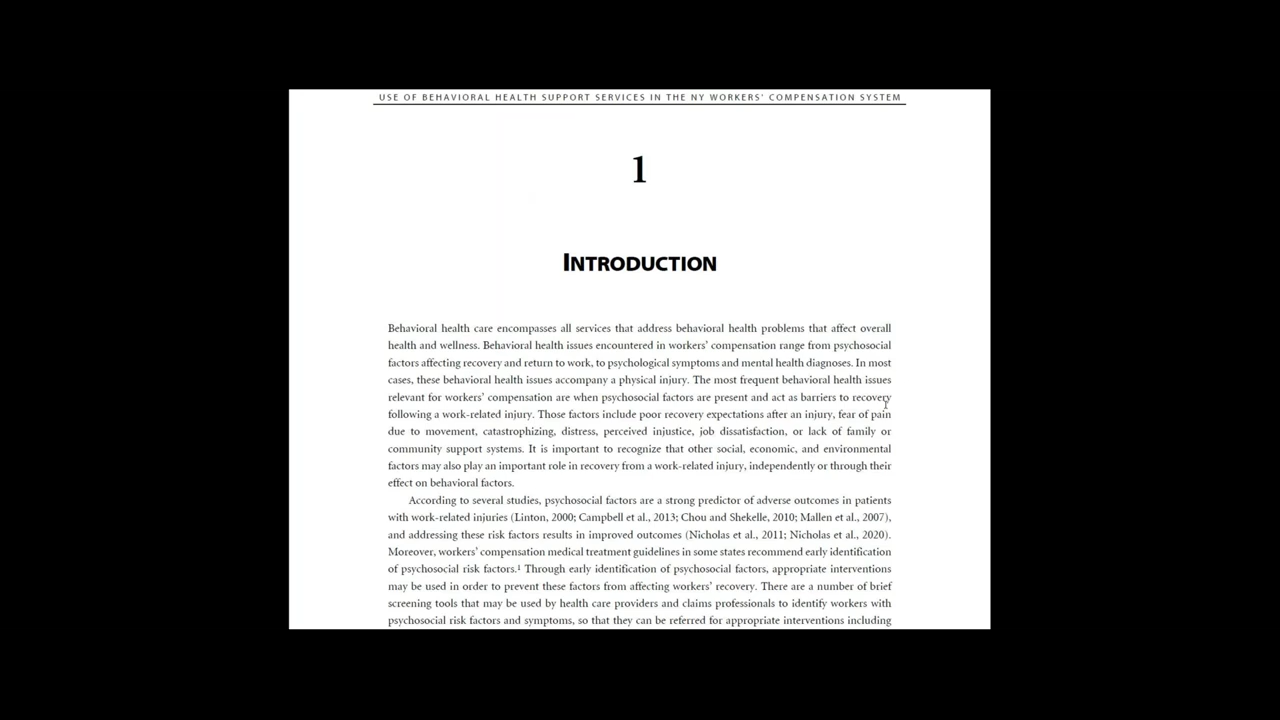 USE OF BEHAVIORAL HEALTH SUPPORT SERVICES IN THE NY WORKERS' COMPENSATION SYSTEM
1
INTRODUCTION
Behavioral health care encompasses all services that address behavioral health problems that affect overall
health and wellness. Behavioral health issues encountered in workers' compensation range from psychosocial
factors affecting recovery and return to work, to psychological symptoms and mental health diagnoses. In most
cases, these behavioral health issues accompany a physical injury. The most frequent behavioral health issues
relevant for workers' compensation are when psychosocial factors are present and act as barriers to recovery
following a work-related injury. Those factors include poor recovery expectations after an injury, fear of pain
due to movement, catastrophizing, distress, perceived injustice, job dissatisfaction, or lack of family or
community support systems. It is important to recognize that other social, economic, and environmental
factors may also play an important role in recovery from a work-related injury, independently or through their
effect on behavioral factors.
According to several studies, psychosocial factors are a strong predictor of adverse outcomes in patients
with work-related injuries (Linton, 2000; Campbell et al., 2013; Chou and Shekelle, 2010; Mallen et al., 2007),
and addressing these risk factors results in improved outcomes (Nicholas et al., 2011; Nicholas et al., 2020).
Moreover, workers' compensation medical treatment guidelines in some states recommend early identification
of psychosocial risk factors.¹ Through early identification of psychosocial factors, appropriate interventions
may be used in order to prevent these factors from affecting workers' recovery. There are a number of brief
screening tools that may be used by health care providers and claims professionals to identify workers with
psychosocial risk factors and symptoms, so that they can be referred for appropriate interventions including